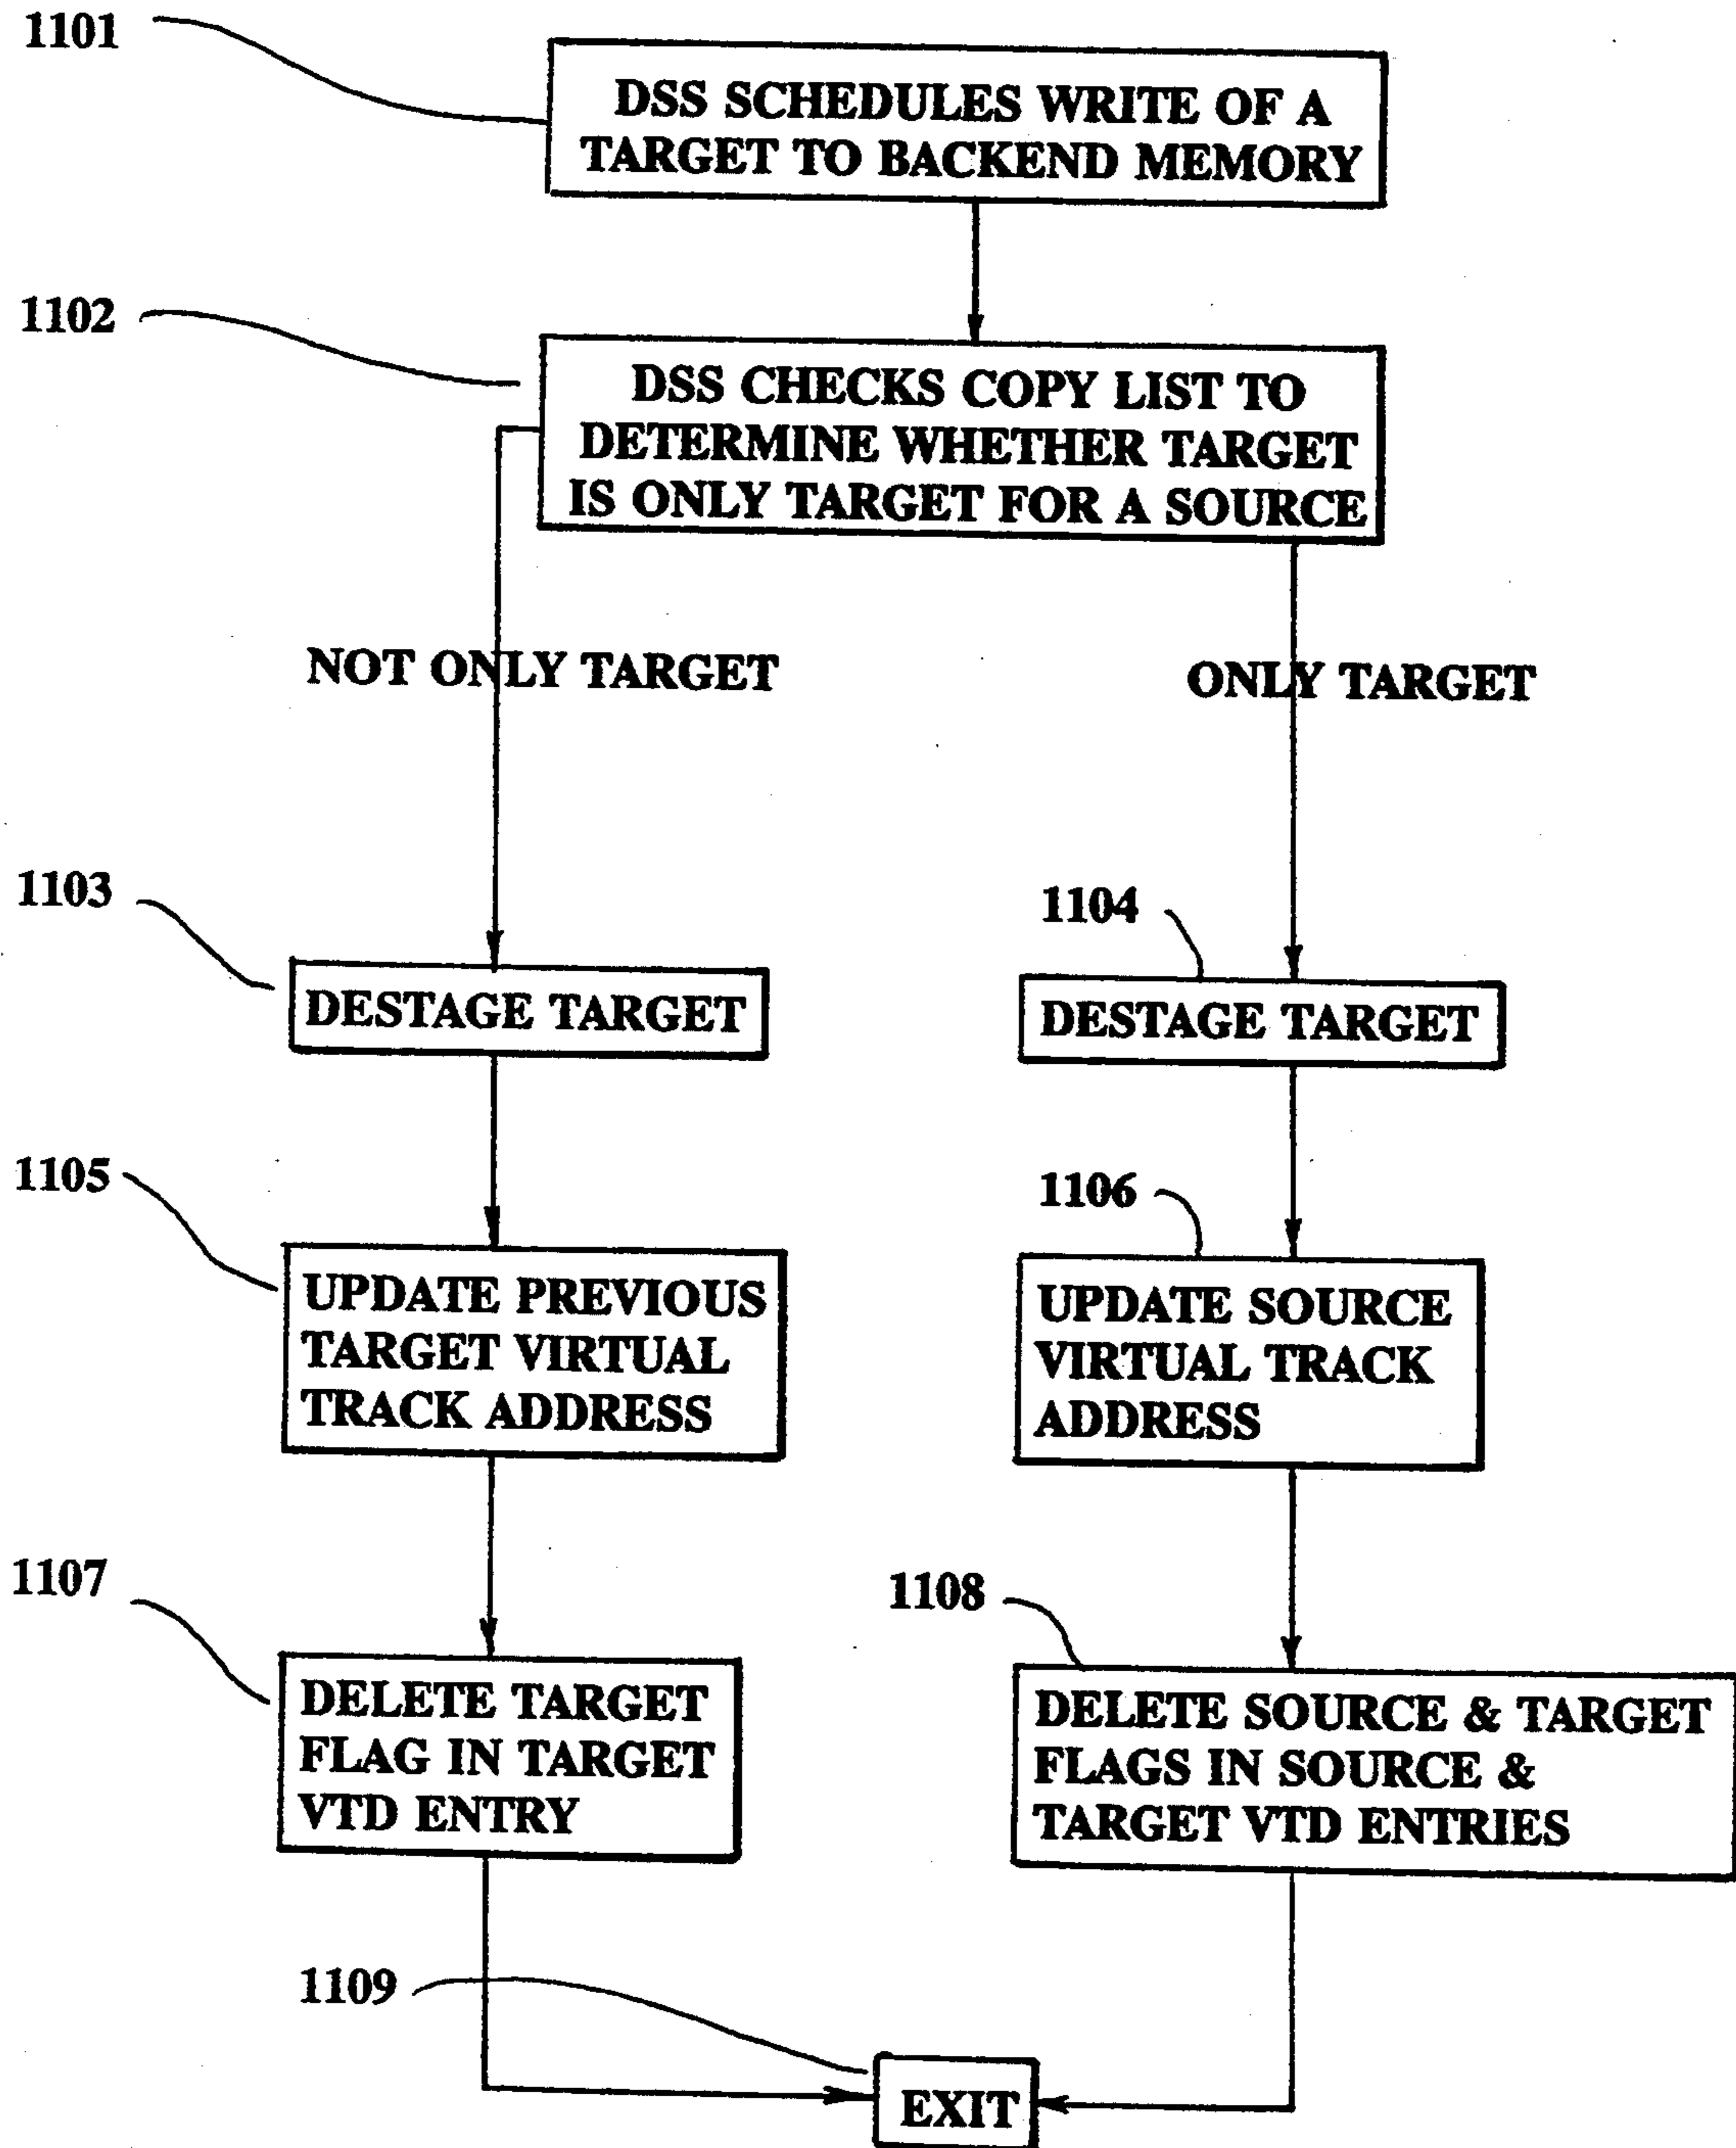 1101
DSS SCHEDULES WRITE OF A
TARGET TO BACKEND MEMORY
1102
DSS CHECKS COPY LIST TO
DETERMINE WHETHER TARGET
IS ONLY TARGET FOR A SOURCE
NOT ONLY TARGET
ONLY TARGET
1103
DESTAGE TARGET
1104
DESTAGE TARGET
1105
UPDATE PREVIOUS
TARGET VIRTUAL
TRACK ADDRESS
1106
UPDATE SOURCE
VIRTUAL TRACK
ADDRESS
1107
DELETE TARGET
FLAG IN TARGET
VTD ENTRY
1108
DELETE SOURCE & TARGET
FLAGS IN SOURCE &
TARGET VTD ENTRIES
1109
EXIT